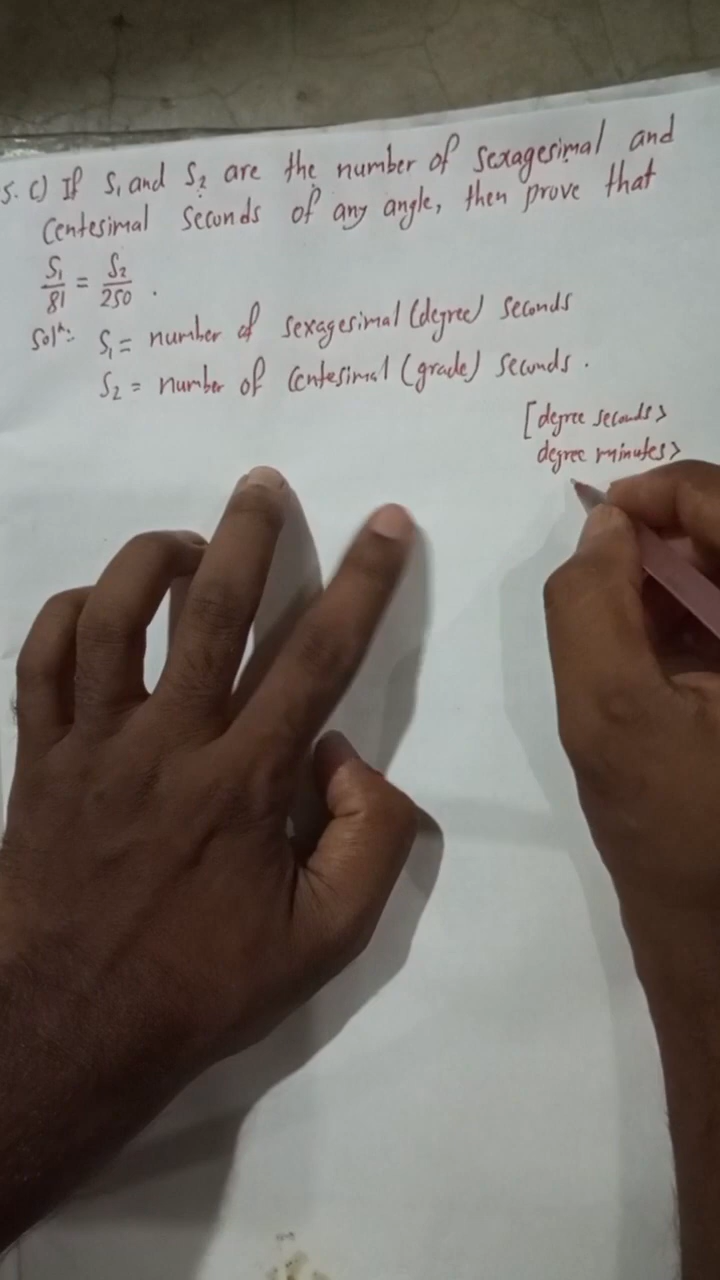 5. c) If S₁ and S₂ are the number of sexagesimal and
Centesimal Seconds of any angle, then prove that
S₁/81 = S₂/250 .
Solⁿ: S₁ = number of sexagesimal (degree) seconds
S₂ = number of Centesimal (grade) seconds .
[degree seconds >
degree minutes >